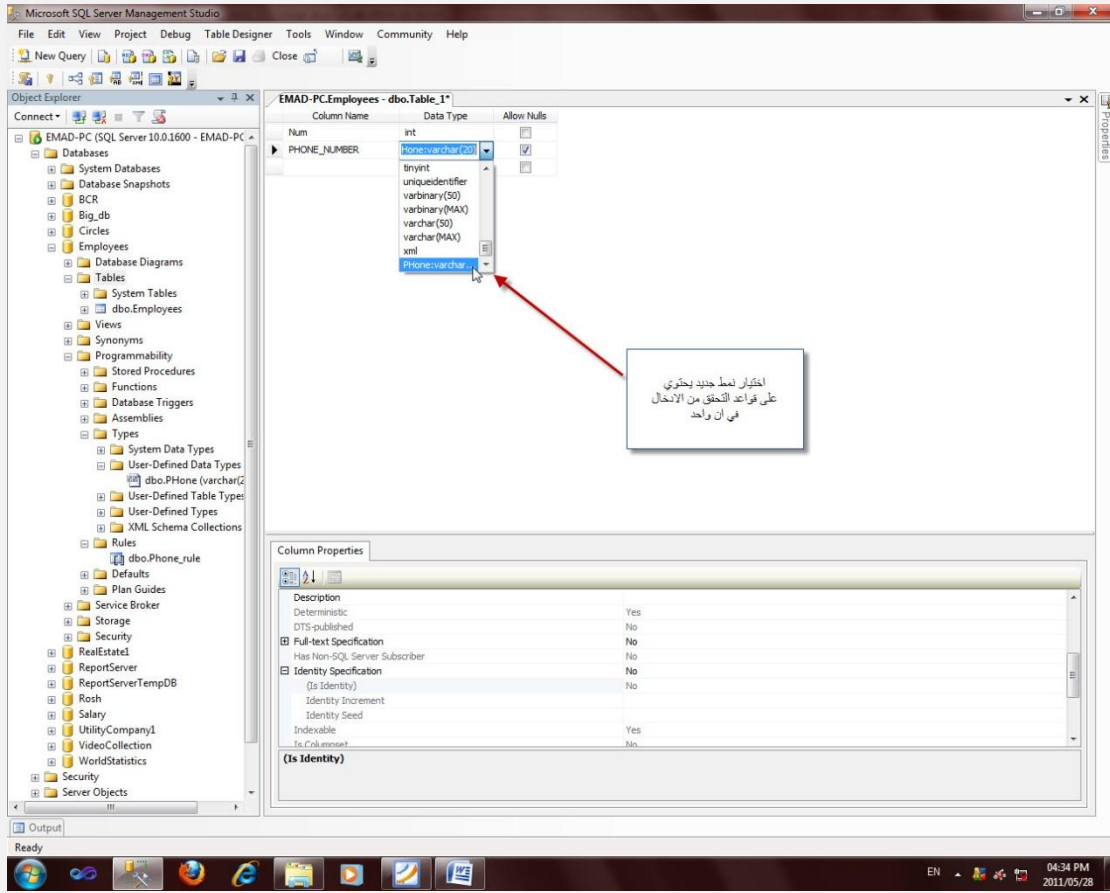 Microsoft SQL Server Management Studio
File Edit View Project Debug Table Designer Tools Window Community Help
New Query Close
Object Explorer
Connect
EMAD-PC (SQL Server 10.0.1600 - EMAD-PC
Databases
System Databases
Database Snapshots
BCR
Big_db
Circles
Employees
Database Diagrams
Tables
System Tables
dbo.Employees
Views
Synonyms
Programmability
Stored Procedures
Functions
Database Triggers
Assemblies
Types
System Data Types
User-Defined Data Types
dbo.PHone (varchar(2
User-Defined Table Types
User-Defined Types
XML Schema Collections
Rules
dbo.Phone_rule
Defaults
Plan Guides
Service Broker
Storage
Security
RealEstate1
ReportServer
ReportServerTempDB
Rosh
Salary
UtilityCompany1
VideoCollection
WorldStatistics
Security
Server Objects
EMAD-PC.Employees - dbo.Table_1*
Column Name Data Type Allow Nulls
Num int
PHONE_NUMBER Hone:varchar(20)
tinyint
uniqueidentifier
varbinary(50)
varbinary(MAX)
varchar(50)
varchar(MAX)
xml
PHone:varchar...
اختيار نمط جديد يحتوي
على قواعد التحقق من الادخال
في ان واحد
Properties
Column Properties
Description
Deterministic Yes
DTS-published No
Full-text Specification No
Has Non-SQL Server Subscriber No
Identity Specification No
(Is Identity) No
Identity Increment
Identity Seed
Indexable Yes
Is Columnset No
(Is Identity)
Output
Ready
EN 04:34 PM
2011/05/28